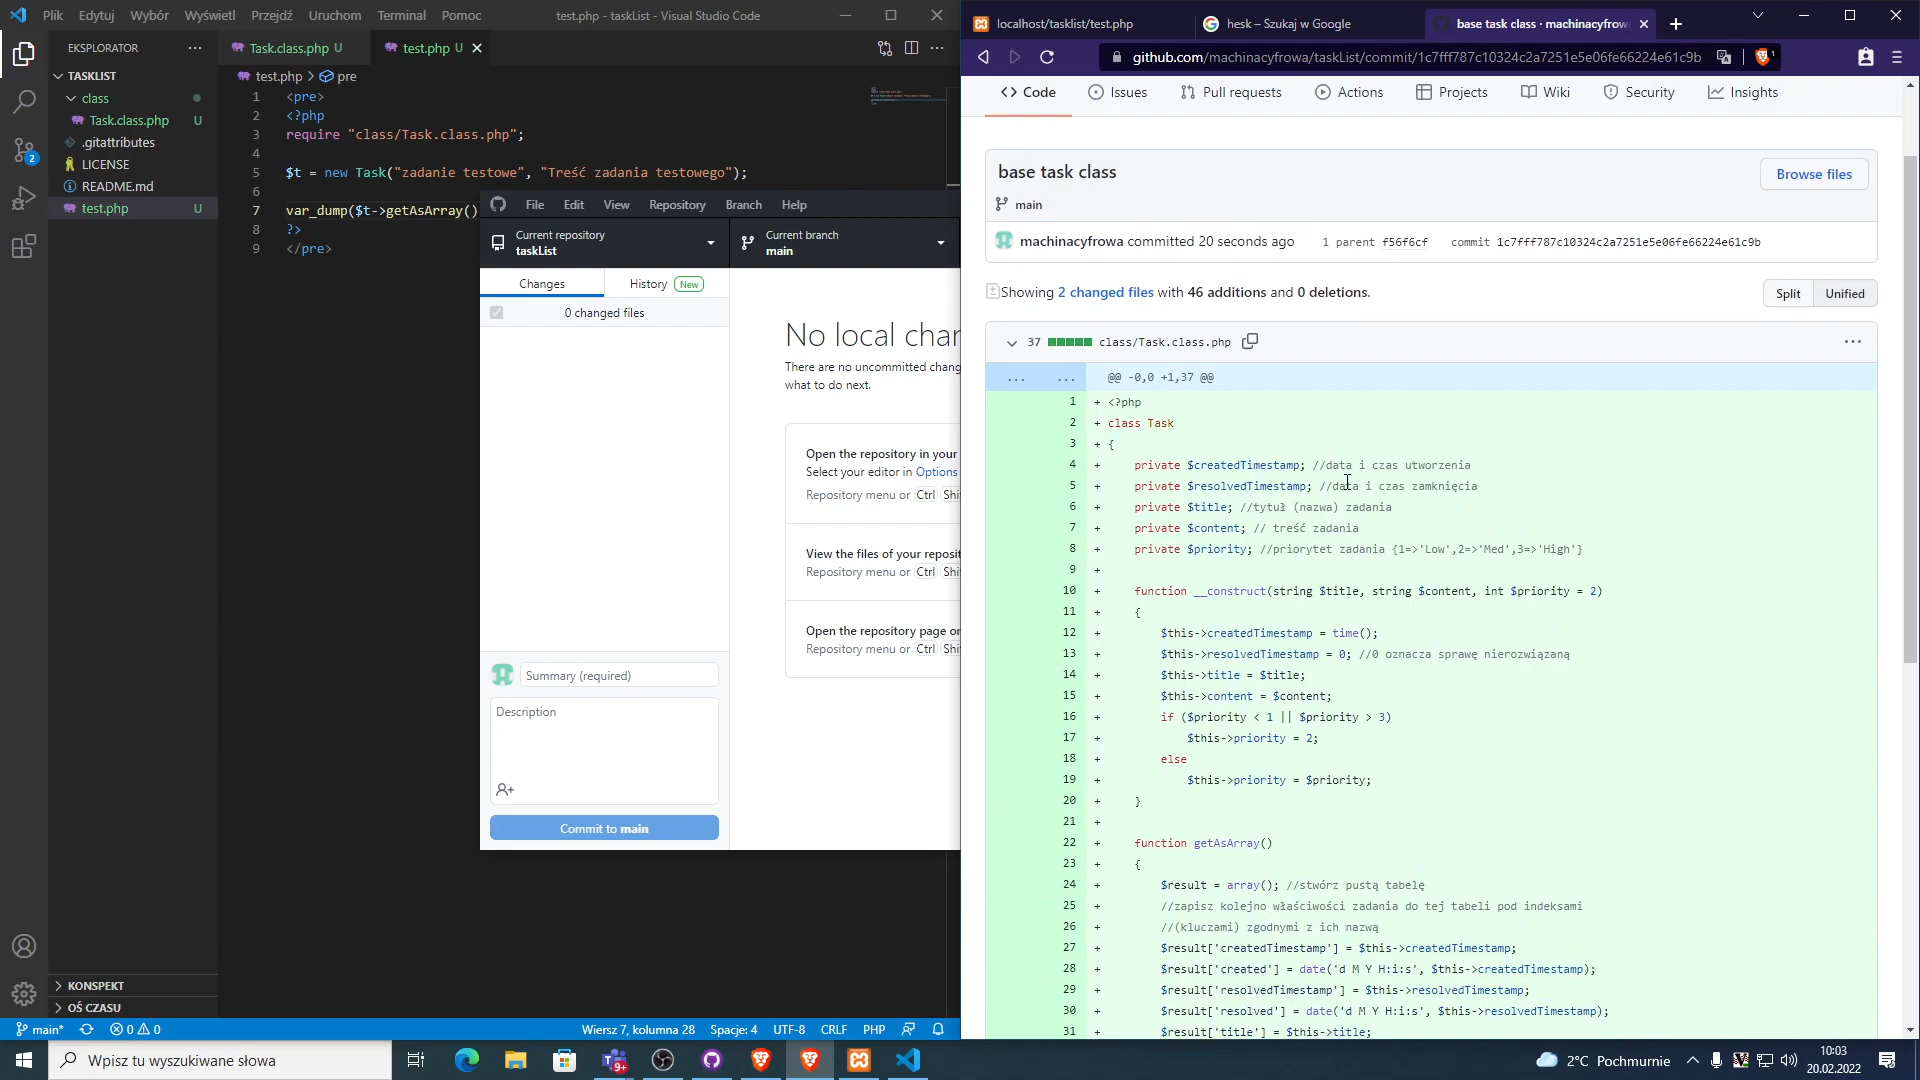 Plik Edytuj Wybór Wyświetl Przejdź Uruchom Terminal Pomoc
test.php - taskList - Visual Studio Code
EKSPLORATOR
TASKLIST
class
Task.class.php U
.gitattributes
LICENSE
README.md
test.php U
KONSPEKT
OŚ CZASU
Task.class.php U
test.php U
test.php > pre
1 <pre>
2 <?php
3 require "class/Task.class.php";
4
5 $t = new Task("zadanie testowe", "Treść zadania testowego");
6
7 var_dump($t->getAsArray()
8 ?>
9 </pre>
2
main*
0 0
Wiersz 7, kolumna 28 Spacje: 4 UTF-8 CRLF PHP
File Edit View Repository Branch Help
Current repository
taskList
Current branch
main
Changes
History New
0 changed files
Summary (required)
Description
Commit to main
No local chan
There are no uncommitted chang
what to do next.
Open the repository in your
Select your editor in Options
Repository menu or Ctrl Shi
View the files of your reposit
Repository menu or Ctrl Shi
Open the repository page or
Repository menu or Ctrl Shi
localhost/tasklist/test.php
hesk – Szukaj w Google
base task class · machinacyfrow
github.com/machinacyfrowa/taskList/commit/1c7fff787c10324c2a7251e5e06fe66224e61c9b
1
Code Issues Pull requests Actions Projects Wiki Security Insights
base task class
Browse files
main
machinacyfrowa committed 20 seconds ago
1 parent f56f6cf commit 1c7fff787c10324c2a7251e5e06fe66224e61c9b
Showing 2 changed files with 46 additions and 0 deletions.
Split Unified
37 class/Task.class.php
... ... @@ -0,0 +1,37 @@
1 + <?php
2 + class Task
3 + {
4 + private $createdTimestamp; //data i czas utworzenia
5 + private $resolvedTimestamp; //data i czas zamknięcia
6 + private $title; //tytuł (nazwa) zadania
7 + private $content; // treść zadania
8 + private $priority; //priorytet zadania {1=>'Low',2=>'Med',3=>'High'}
9 +
10 + function __construct(string $title, string $content, int $priority = 2)
11 + {
12 + $this->createdTimestamp = time();
13 + $this->resolvedTimestamp = 0; //0 oznacza sprawę nierozwiązaną
14 + $this->title = $title;
15 + $this->content = $content;
16 + if ($priority < 1 || $priority > 3)
17 + $this->priority = 2;
18 + else
19 + $this->priority = $priority;
20 + }
21 +
22 + function getAsArray()
23 + {
24 + $result = array(); //stwórz pustą tabelę
25 + //zapisz kolejno właściwości zadania do tej tabeli pod indeksami
26 + //(kluczami) zgodnymi z ich nazwą
27 + $result['createdTimestamp'] = $this->createdTimestamp;
28 + $result['created'] = date('d M Y H:i:s', $this->createdTimestamp);
29 + $result['resolvedTimestamp'] = $this->resolvedTimestamp;
30 + $result['resolved'] = date('d M Y H:i:s', $this->resolvedTimestamp);
31 + $result['title'] = $this->title;
Wpisz tu wyszukiwane słowa
9+
2°C Pochmurnie
10:03
20.02.2022